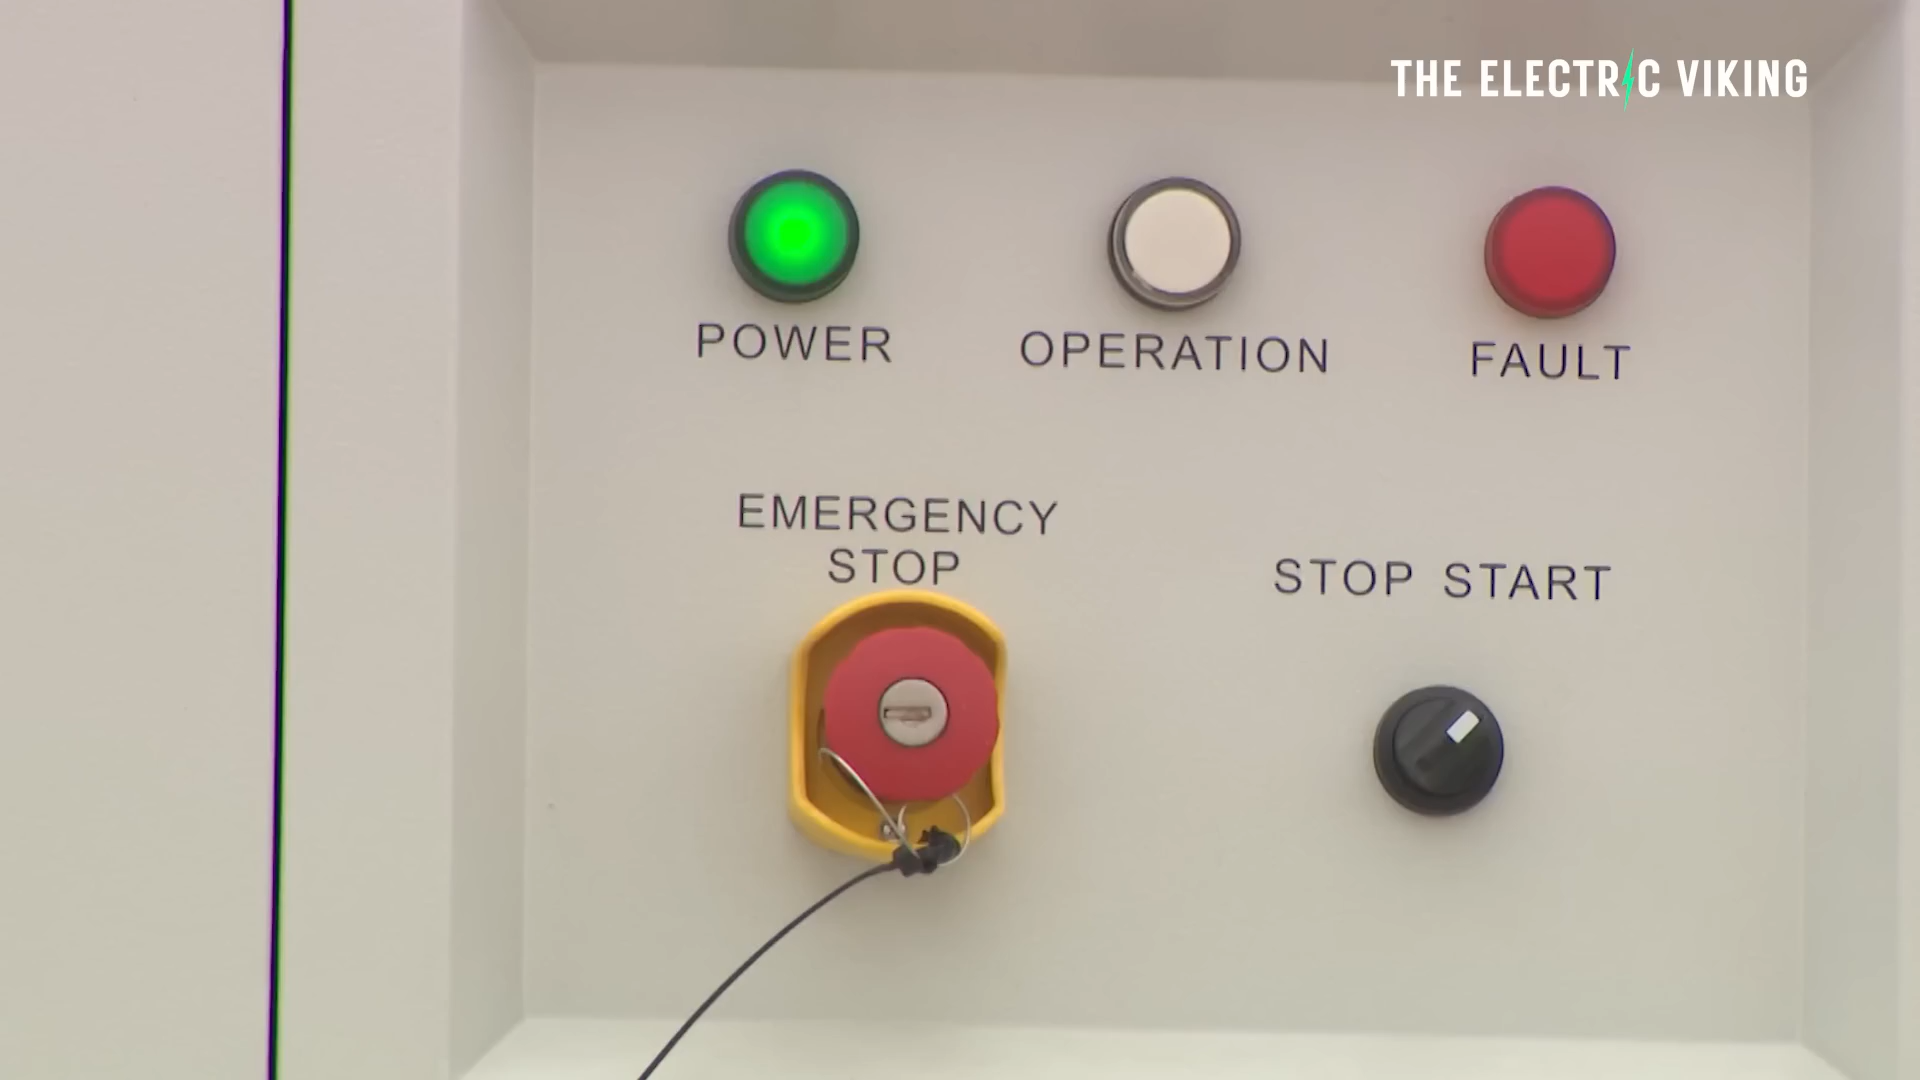 THE ELECTRIC VIKING
POWER
OPERATION
FAULT
EMERGENCY
STOP
STOP START